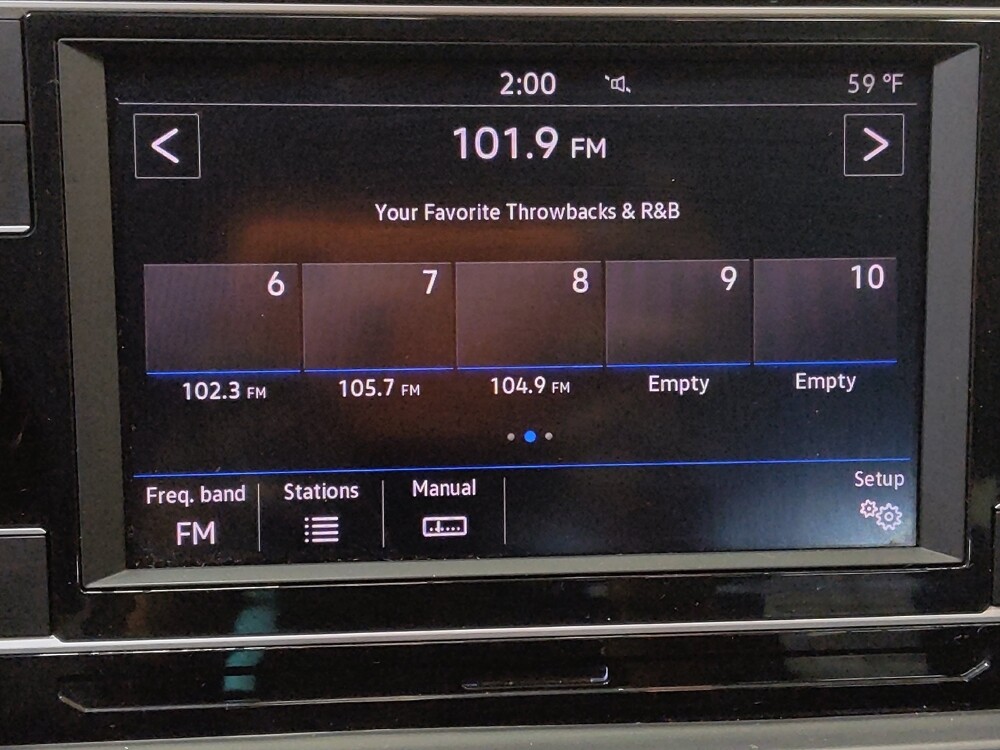 2:00 59 °F
< 101.9 FM >
Your Favorite Throwbacks & R&B
6 7 8 9 10
102.3 FM 105.7 FM 104.9 FM Empty Empty
Freq. band Stations Manual Setup
FM